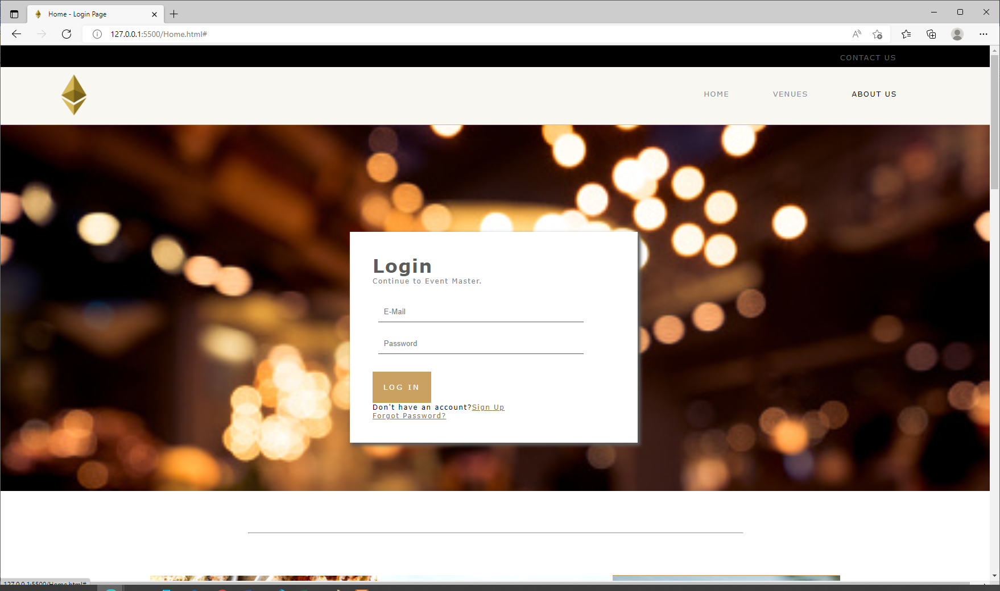 Home - Login Page
127.0.0.1:5500/Home.html#
CONTACT US
HOME
VENUES
ABOUT US
Login
Continue to Event Master.
E-Mail
Password
LOG IN
Don't have an account?Sign Up
Forgot Password?
127.0.0.1:5500/Home.html#